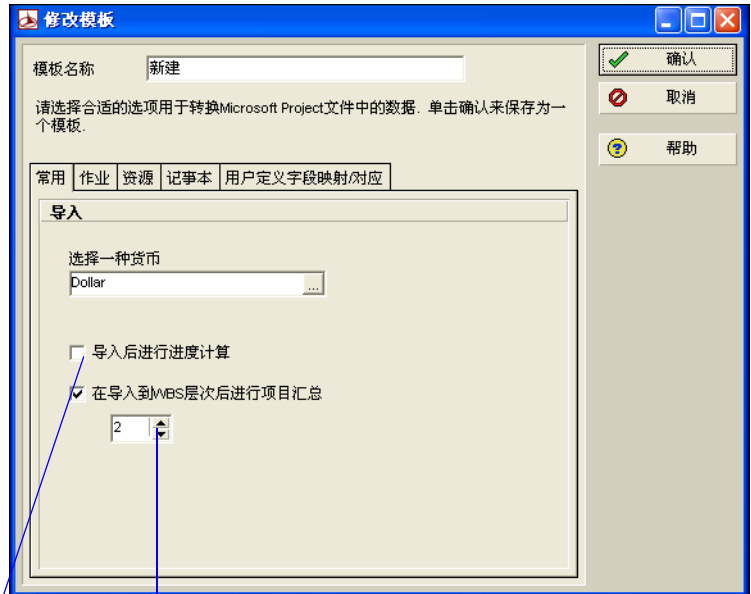 修改模板
模板名称 新建
确认
请选择合适的选项用于转换Microsoft Project文件中的数据. 单击确认来保存为一
个模板.
取消
帮助
常用 作业 资源 记事本 用户定义字段映射/对应
导入
选择一种货币
Dollar ...
导入后进行进度计算
在导入到WBS层次后进行项目汇总
2